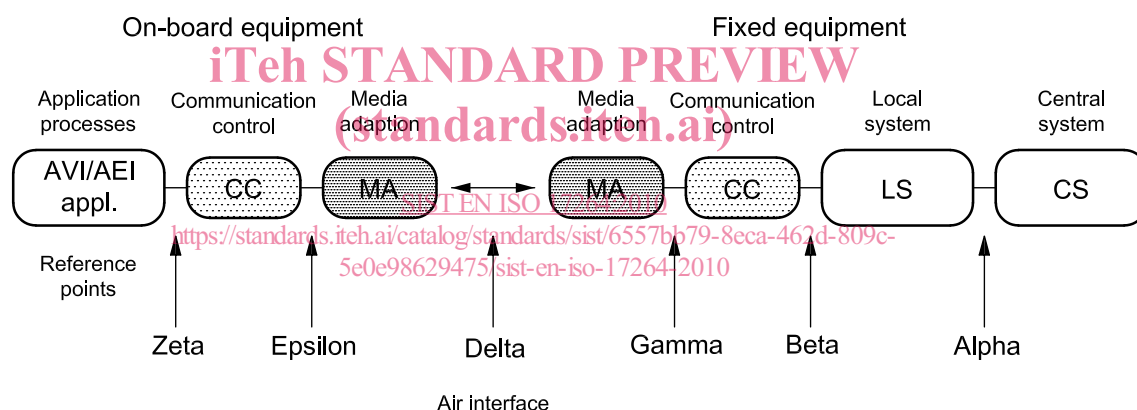 On-board equipment
Fixed equipment
iTeh STANDARD PREVIEW
(standards.iteh.ai)
Application processes
Communication control
Media adaption
Media adaption
Communication control
Local system
Central system
AVI/AEI appl.
CC
MA
MA
CC
LS
CS
SIST EN ISO 17264:2010
https://standards.iteh.ai/catalog/standards/sist/6557bb79-8eca-462d-809c-
5e0e98629475/sist-en-iso-17264-2010
Reference points
Zeta
Epsilon
Delta
Gamma
Beta
Alpha
Air interface